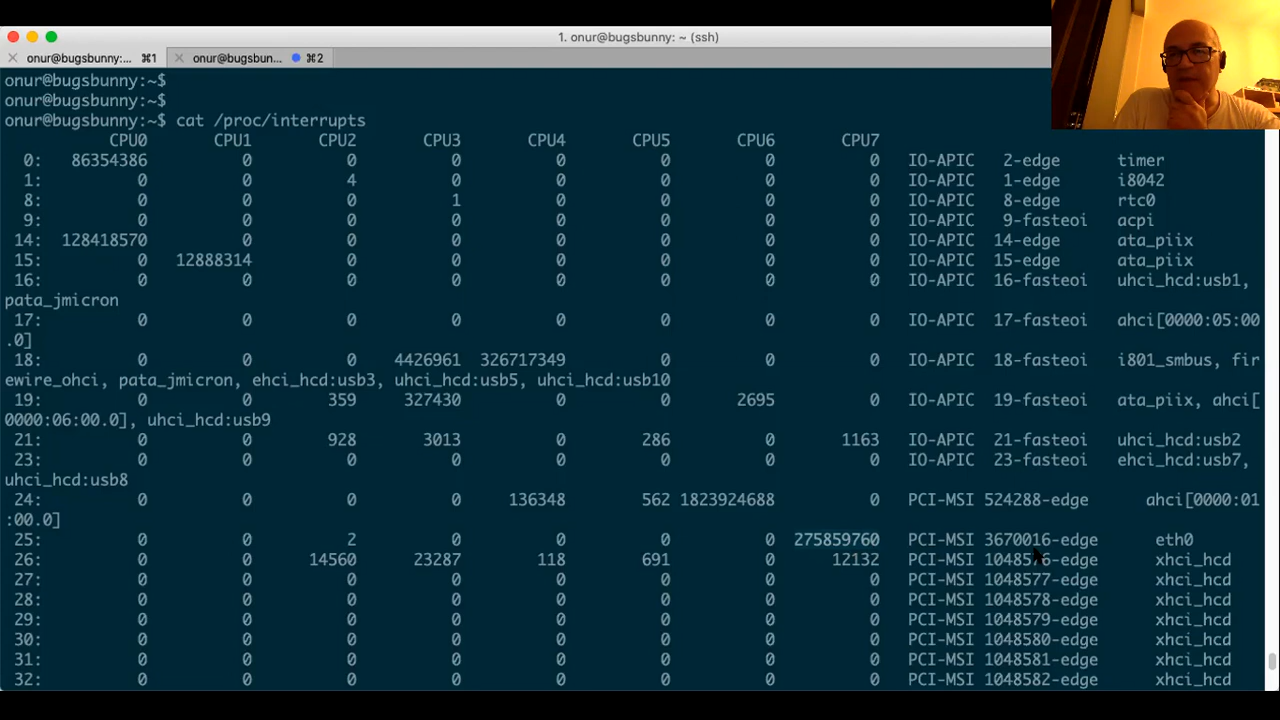 1. onur@bugsbunny: ~ (ssh)
onur@bugsbunny:... ⌘1 onur@bugsbun... ⌘2
onur@bugsbunny:~$
onur@bugsbunny:~$
onur@bugsbunny:~$ cat /proc/interrupts
CPU0 CPU1 CPU2 CPU3 CPU4 CPU5 CPU6 CPU7
0: 86354386 0 0 0 0 0 0 0 IO-APIC 2-edge timer
1: 0 0 4 0 0 0 0 0 IO-APIC 1-edge i8042
8: 0 0 0 1 0 0 0 0 IO-APIC 8-edge rtc0
9: 0 0 0 0 0 0 0 0 IO-APIC 9-fasteoi acpi
14: 128418570 0 0 0 0 0 0 0 IO-APIC 14-edge ata_piix
15: 0 12888314 0 0 0 0 0 0 IO-APIC 15-edge ata_piix
16: 0 0 0 0 0 0 0 0 IO-APIC 16-fasteoi uhci_hcd:usb1,
pata_jmicron
17: 0 0 0 0 0 0 0 0 IO-APIC 17-fasteoi ahci[0000:05:00
.0]
18: 0 0 0 4426961 326717349 0 0 0 IO-APIC 18-fasteoi i801_smbus, fir
ewire_ohci, pata_jmicron, ehci_hcd:usb3, uhci_hcd:usb5, uhci_hcd:usb10
19: 0 0 359 327430 0 0 2695 0 IO-APIC 19-fasteoi ata_piix, ahci[
0000:06:00.0], uhci_hcd:usb9
21: 0 0 928 3013 0 286 0 1163 IO-APIC 21-fasteoi uhci_hcd:usb2
23: 0 0 0 0 0 0 0 0 IO-APIC 23-fasteoi ehci_hcd:usb7,
uhci_hcd:usb8
24: 0 0 0 0 136348 562 1823924688 0 PCI-MSI 524288-edge ahci[0000:01
:00.0]
25: 0 0 2 0 0 0 0 275859760 PCI-MSI 3670016-edge eth0
26: 0 0 14560 23287 118 691 0 12132 PCI-MSI 1048576-edge xhci_hcd
27: 0 0 0 0 0 0 0 0 PCI-MSI 1048577-edge xhci_hcd
28: 0 0 0 0 0 0 0 0 PCI-MSI 1048578-edge xhci_hcd
29: 0 0 0 0 0 0 0 0 PCI-MSI 1048579-edge xhci_hcd
30: 0 0 0 0 0 0 0 0 PCI-MSI 1048580-edge xhci_hcd
31: 0 0 0 0 0 0 0 0 PCI-MSI 1048581-edge xhci_hcd
32: 0 0 0 0 0 0 0 0 PCI-MSI 1048582-edge xhci_hcd